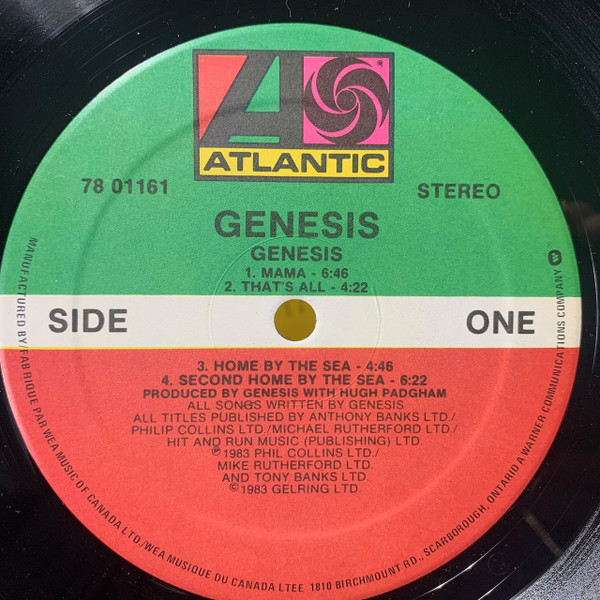 ATLANTIC
78 01161
STEREO
GENESIS
GENESIS
1. MAMA - 6:46
2. THAT'S ALL - 4:22
SIDE
ONE
3. HOME BY THE SEA - 4:46
4. SECOND HOME BY THE SEA - 6:22
PRODUCED BY GENESIS WITH HUGH PADGHAM
ALL SONGS WRITTEN BY GENESIS
ALL TITLES PUBLISHED BY ANTHONY BANKS LTD./
PHILIP COLLINS LTD./MICHAEL RUTHERFORD LTD./
HIT AND RUN MUSIC (PUBLISHING) LTD.
℗1983 PHIL COLLINS LTD./
MIKE RUTHERFORD LTD.
AND TONY BANKS LTD.
©1983 GELRING LTD.
MANUFACTURED BY/FABRIQUE PAR WEA MUSIC OF CANADA LTD./WEA MUSIQUE DU CANADA LTEE. 1810 BIRCHMOUNT RD., SCARBOROUGH, ONTARIO A WARNER COMMUNICATIONS COMPANY